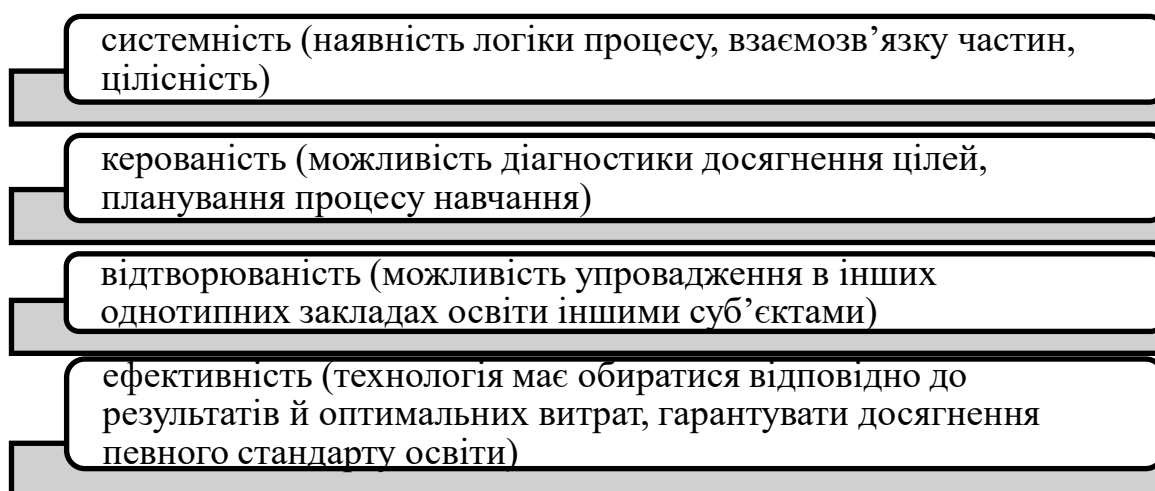 системність (наявність логіки процесу, взаємозв’язку частин,
цілісність)
керованість (можливість діагностики досягнення цілей,
планування процесу навчання)
відтворюваність (можливість упровадження в інших
однотипних закладах освіти іншими суб’єктами)
ефективність (технологія має обиратися відповідно до
результатів й оптимальних витрат, гарантувати досягнення
певного стандарту освіти)